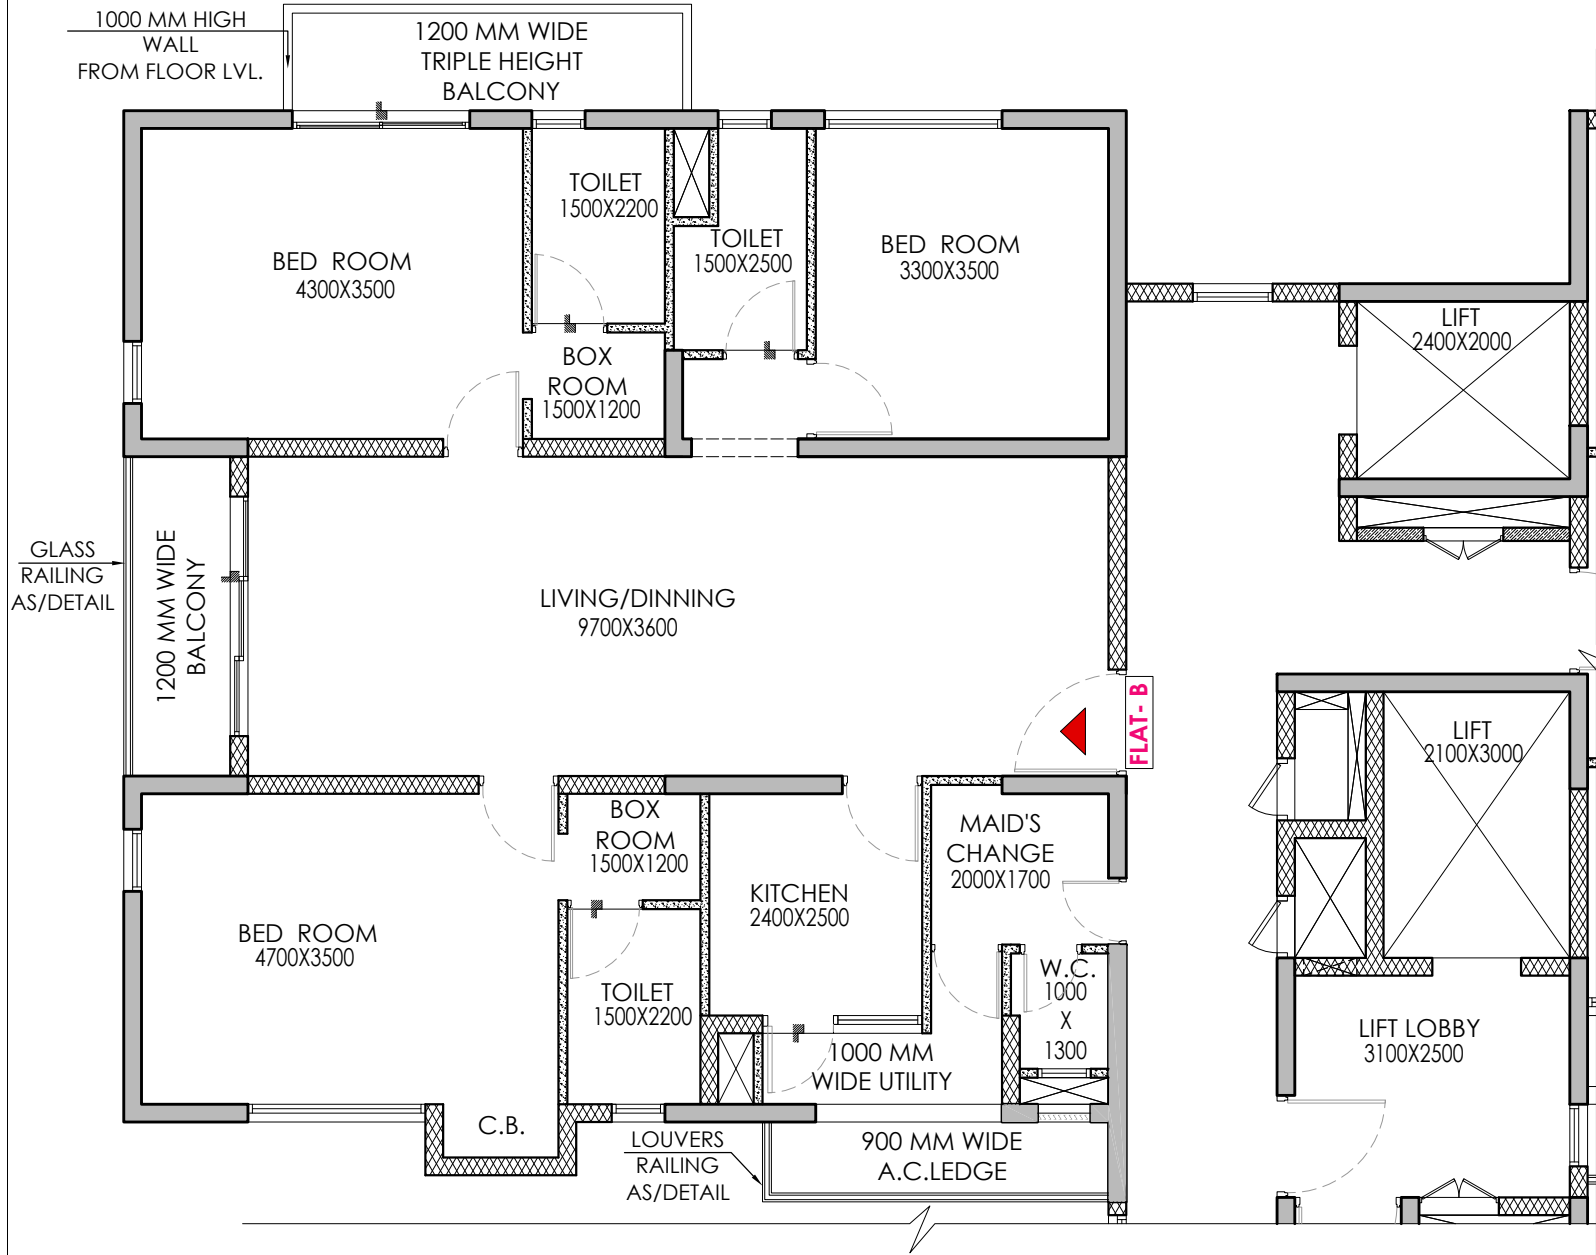 1000 MM HIGH
WALL
FROM FLOOR LVL.
1200 MM WIDE
TRIPLE HEIGHT
BALCONY
TOILET
1500X2200
TOILET
1500X2500
BED ROOM
4300X3500
BED ROOM
3300X3500
BOX
ROOM
1500X1200
LIFT
2400X2000
GLASS
RAILING
AS/DETAIL
1200 MM WIDE
BALCONY
LIVING/DINNING
9700X3600
FLAT- B
LIFT
2100X3000
BOX
ROOM
1500X1200
MAID'S
CHANGE
2000X1700
KITCHEN
2400X2500
BED ROOM
4700X3500
TOILET
1500X2200
W.C.
1000
X
1300
1000 MM
WIDE UTILITY
LIFT LOBBY
3100X2500
C.B.
LOUVERS
RAILING
AS/DETAIL
900 MM WIDE
A.C.LEDGE